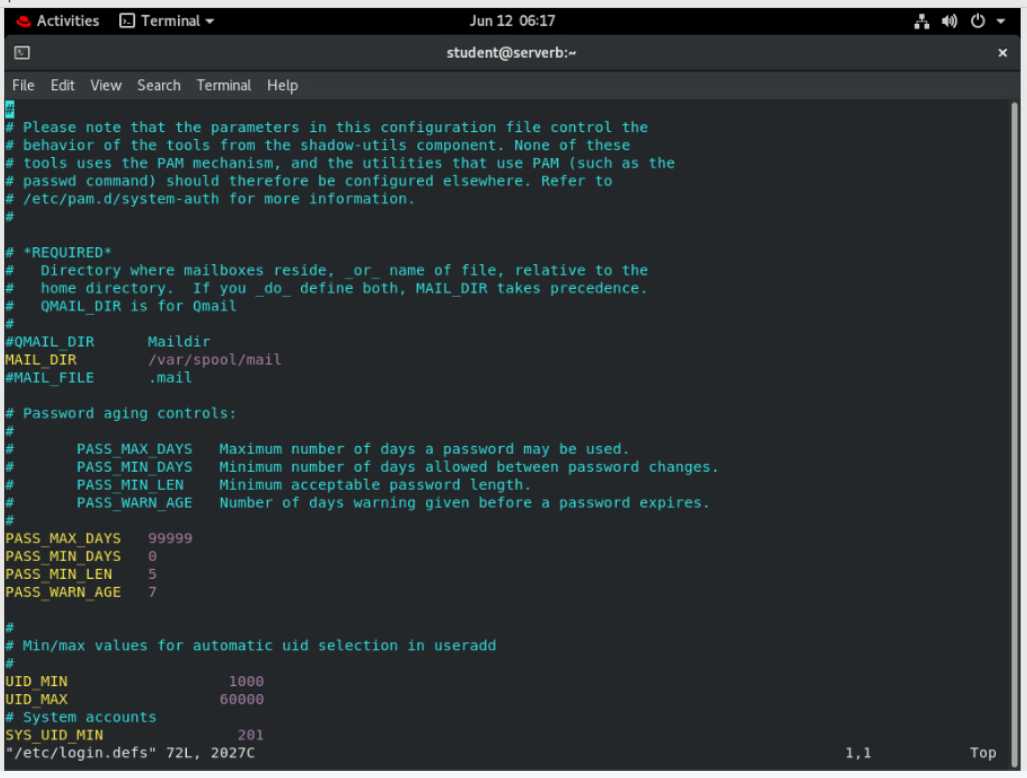 Activities Terminal Jun 12 06:17
student@serverb:~ ×
File Edit View Search Terminal Help
#
# Please note that the parameters in this configuration file control the
# behavior of the tools from the shadow-utils component. None of these
# tools uses the PAM mechanism, and the utilities that use PAM (such as the
# passwd command) should therefore be configured elsewhere. Refer to
# /etc/pam.d/system-auth for more information.
#
# *REQUIRED*
#   Directory where mailboxes reside, _or_ name of file, relative to the
#   home directory.  If you _do_ define both, MAIL_DIR takes precedence.
#   QMAIL_DIR is for Qmail
#
#QMAIL_DIR      Maildir
MAIL_DIR        /var/spool/mail
#MAIL_FILE      .mail
# Password aging controls:
#
#       PASS_MAX_DAYS   Maximum number of days a password may be used.
#       PASS_MIN_DAYS   Minimum number of days allowed between password changes.
#       PASS_MIN_LEN    Minimum acceptable password length.
#       PASS_WARN_AGE   Number of days warning given before a password expires.
#
PASS_MAX_DAYS   99999
PASS_MIN_DAYS   0
PASS_MIN_LEN    5
PASS_WARN_AGE   7
#
# Min/max values for automatic uid selection in useradd
#
UID_MIN                  1000
UID_MAX                 60000
# System accounts
SYS_UID_MIN               201
"/etc/login.defs" 72L, 2027C 1,1 Top